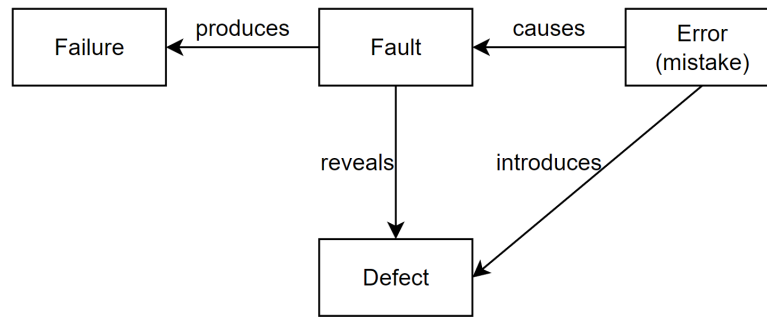 produces
causes
Failure
Fault
Error
(mistake)
reveals
introduces
Defect